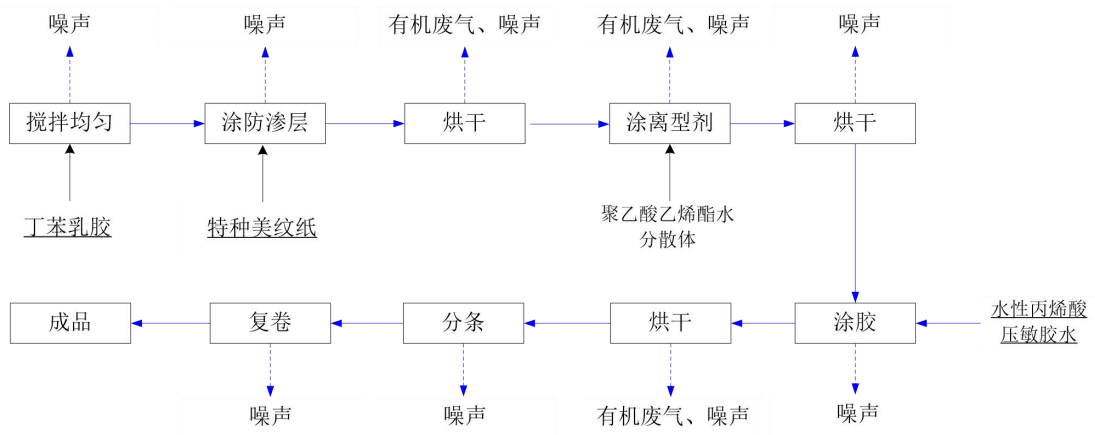 噪声
噪声
有机废气、噪声
有机废气、噪声
噪声
搅拌均匀
涂防渗层
烘干
涂离型剂
烘干
丁苯乳胶
特种美纹纸
聚乙酸乙烯酯水
分散体
成品
复卷
分条
烘干
涂胶
水性丙烯酸
压敏胶水
噪声
噪声
有机废气、噪声
噪声